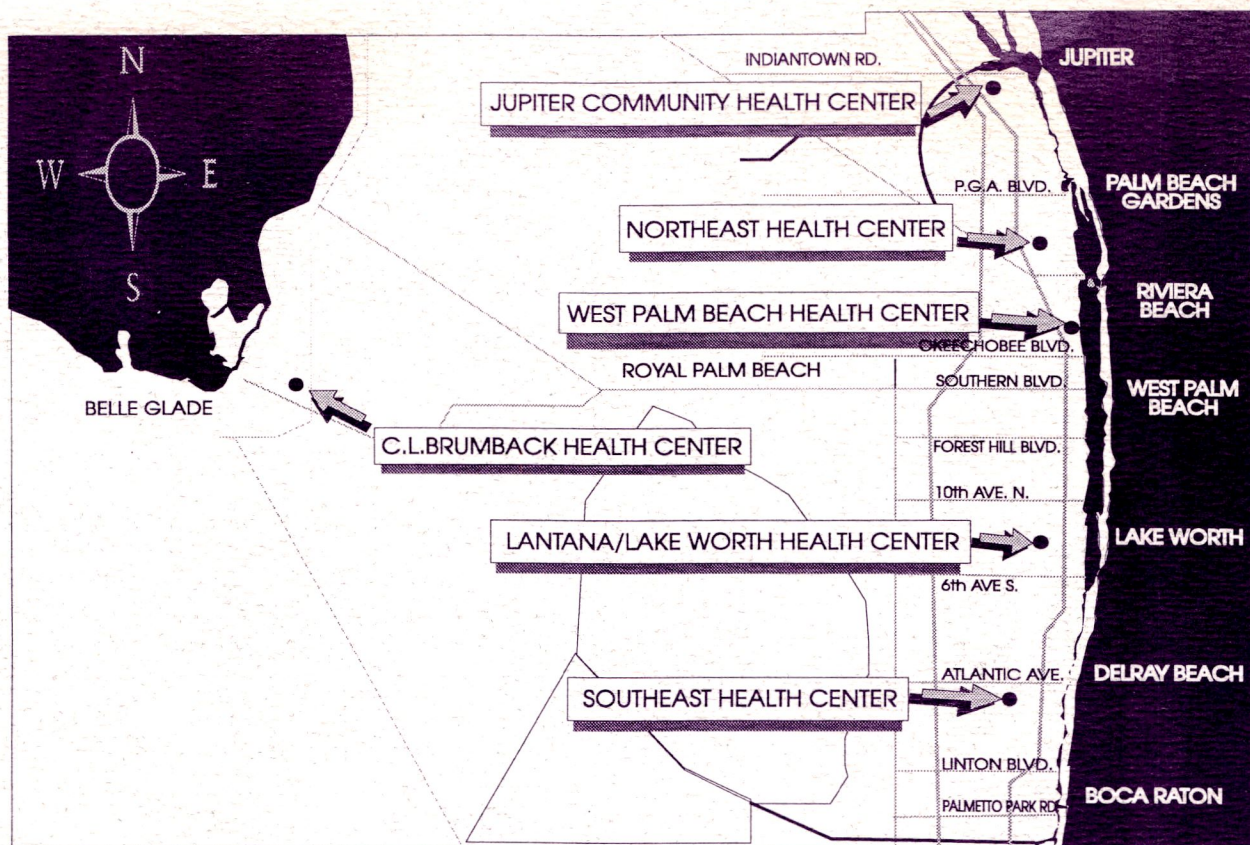 N
W E
S
INDIANTOWN RD.
JUPITER
JUPITER COMMUNITY HEALTH CENTER
P.G.A. BLVD.
PALM BEACH
GARDENS
NORTHEAST HEALTH CENTER
RIVIERA
BEACH
WEST PALM BEACH HEALTH CENTER
OKEECHOBEE BLVD.
ROYAL PALM BEACH
SOUTHERN BLVD.
WEST PALM
BEACH
BELLE GLADE
C.L.BRUMBACK HEALTH CENTER
FOREST HILL BLVD.
10th AVE. N.
LANTANA/LAKE WORTH HEALTH CENTER
LAKE WORTH
6th AVE S.
ATLANTIC AVE.
DELRAY BEACH
SOUTHEAST HEALTH CENTER
LINTON BLVD.
BOCA RATON
PALMETTO PARK RD.